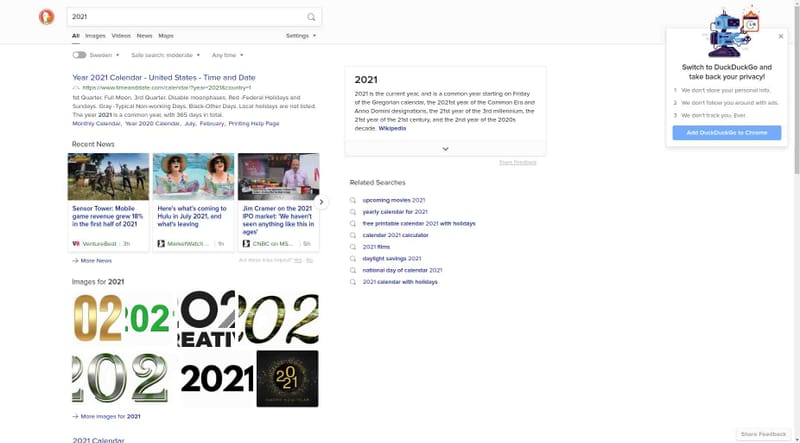 2021
All Images Videos News Maps Settings
Sweden Safe search: moderate Any time
Year 2021 Calendar - United States - Time and Date
https://www.timeanddate.com/calendar/?year=2021&country=1
1st Quarter. Full Moon. 3rd Quarter. Disable moonphases. Red -Federal Holidays and
Sundays. Gray -Typical Non-working Days. Black-Other Days. Local holidays are not listed.
The year 2021 is a common year, with 365 days in total.
Monthly Calendar, Year 2020 Calendar, July, February, Printing Help Page
Recent News
Sensor Tower: Mobile
game revenue grew 18%
in the first half of 2021
VentureBeat 3h
Here's what's coming to
Hulu in July 2021, and
what's leaving
MarketWatch ... 1h
Jim Cramer on the 2021
IPO market: 'We haven't
seen anything like this in
ages'
CNBC on MS... 5h
More News
Are these links helpful? Yes No
Images for 2021
02
202
202
CREATIV
202
202
2021
2021
HAPPY NEW YEAR
More Images for 2021
2021 Calendar
2021
2021 is the current year, and is a common year starting on Friday
of the Gregorian calendar, the 2021st year of the Common Era and
Anno Domini designations, the 21st year of the 3rd millennium, the
21st year of the 21st century, and the 2nd year of the 2020s
decade. Wikipedia
Share Feedback
Related Searches
upcoming movies 2021
yearly calendar for 2021
free printable calendar 2021 with holidays
calendar 2021 calculator
2021 films
daylight savings 2021
national day of calendar 2021
2021 calendar with holidays
Switch to DuckDuckGo and
take back your privacy!
1 We don't store your personal info.
2 We don't follow you around with ads.
3 We don't track you. Ever.
Add DuckDuckGo to Chrome
Share Feedback